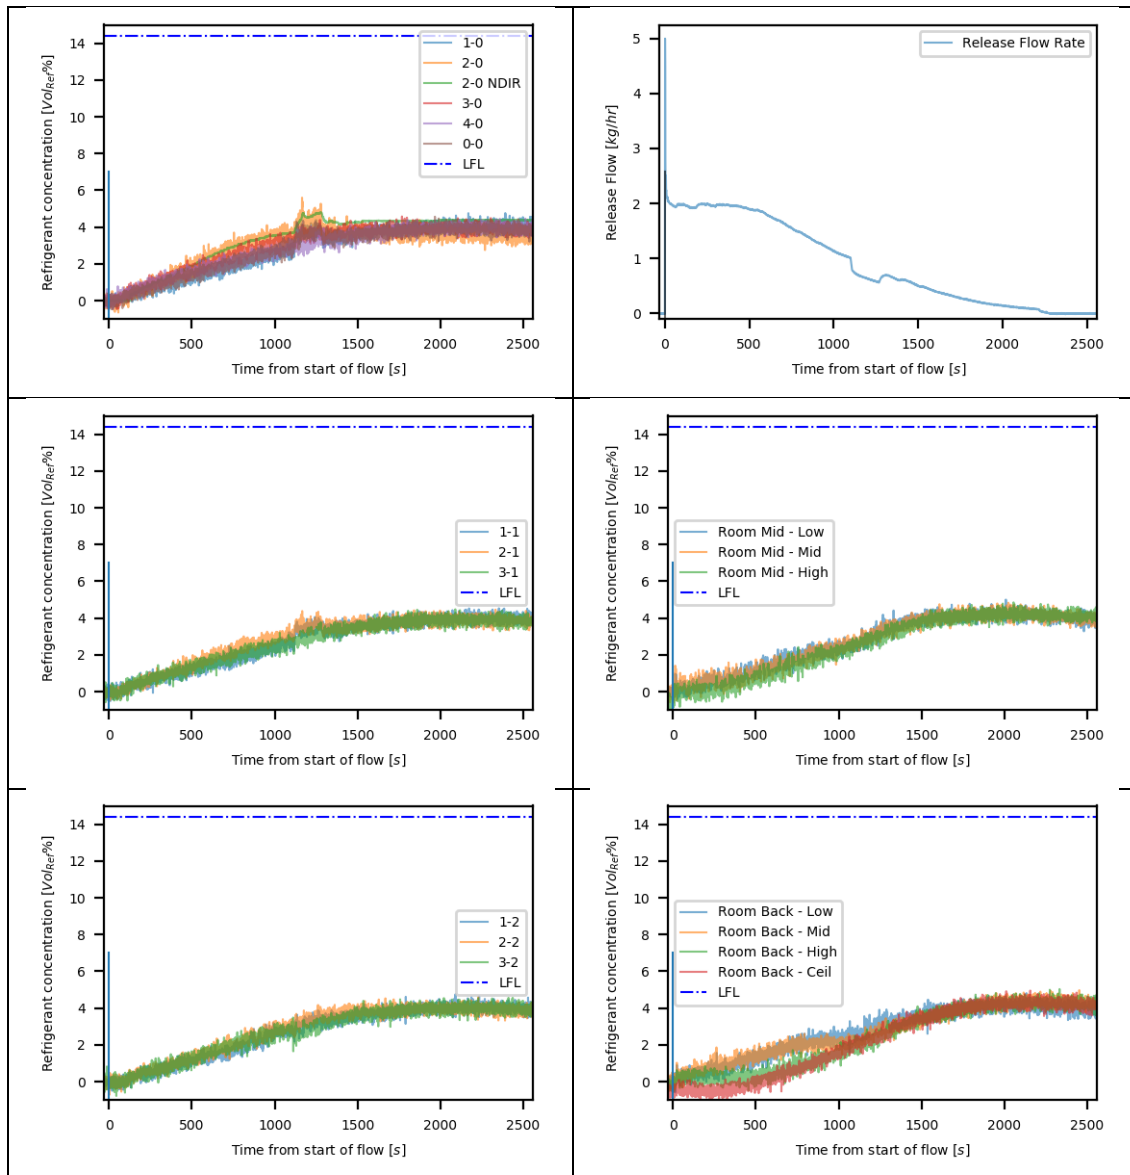 14
12
10
8
6
4
2
0
Refrigerant concentration [Vol_Ref%]
1-0
2-0
2-0 NDIR
3-0
4-0
0-0
LFL
0 500 1000 1500 2000 2500
Time from start of flow [s]
5
4
3
2
1
0
Release Flow [kg/hr]
Release Flow Rate
0 500 1000 1500 2000 2500
Time from start of flow [s]
14
12
10
8
6
4
2
0
Refrigerant concentration [Vol_Ref%]
1-1
2-1
3-1
LFL
0 500 1000 1500 2000 2500
Time from start of flow [s]
14
12
10
8
6
4
2
0
Refrigerant concentration [Vol_Ref%]
Room Mid - Low
Room Mid - Mid
Room Mid - High
LFL
0 500 1000 1500 2000 2500
Time from start of flow [s]
14
12
10
8
6
4
2
0
Refrigerant concentration [Vol_Ref%]
1-2
2-2
3-2
LFL
0 500 1000 1500 2000 2500
Time from start of flow [s]
14
12
10
8
6
4
2
0
Refrigerant concentration [Vol_Ref%]
Room Back - Low
Room Back - Mid
Room Back - High
Room Back - Ceil
LFL
0 500 1000 1500 2000 2500
Time from start of flow [s]